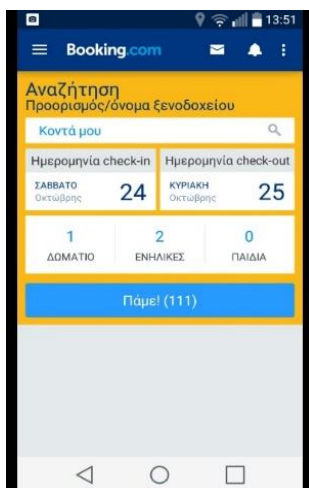 13:51
Booking.com
Αναζήτηση
Προορισμός/όνομα ξενοδοχείου
Κοντά μου
Ημερομηνία check-in Ημερομηνία check-out
ΣΑΒΒΑΤΟ
Οκτώβρης 24
ΚΥΡΙΑΚΗ
Οκτώβρης 25
1 2 0
ΔΩΜΑΤΙΟ ΕΝΗΛΙΚΕΣ ΠΑΙΔΙΑ
Πάμε! (111)